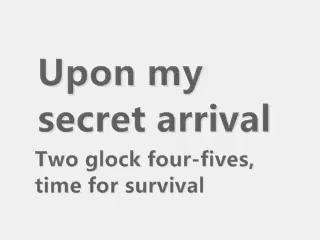 Upon my
secret arrival
Two glock four-fives,
time for survival